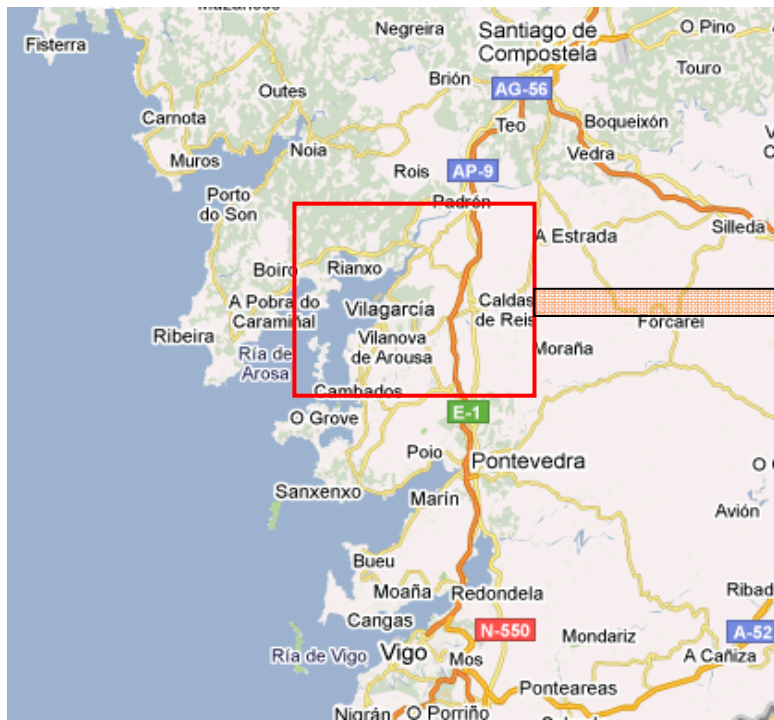 Negreira
Santiago de
Compostela
O Pino
Fisterra
Touro
Brión
AG-56
Outes
Carnota
Teo
Boqueixón
Noia
Vedra
Muros
Rois
AP-9
Porto
do Son
Padrón
Silleda
A Estrada
Boiro
Rianxo
A Pobra do
Caramiñal
Vilagarcía
Caldas
de Reis
Forcarei
Ribeira
Vilanova
de Arousa
Ría de
Arosa
Moraña
Cambados
O Grove
E-1
Poio
Pontevedra
Sanxenxo
Marín
Avión
Bueu
Moaña
Redondela
Ribad
Cangas
N-550
Mondariz
A-52
Ría de Vigo
Vigo
Mos
A Cañiza
Ponteareas
Nigrán
O Porriño